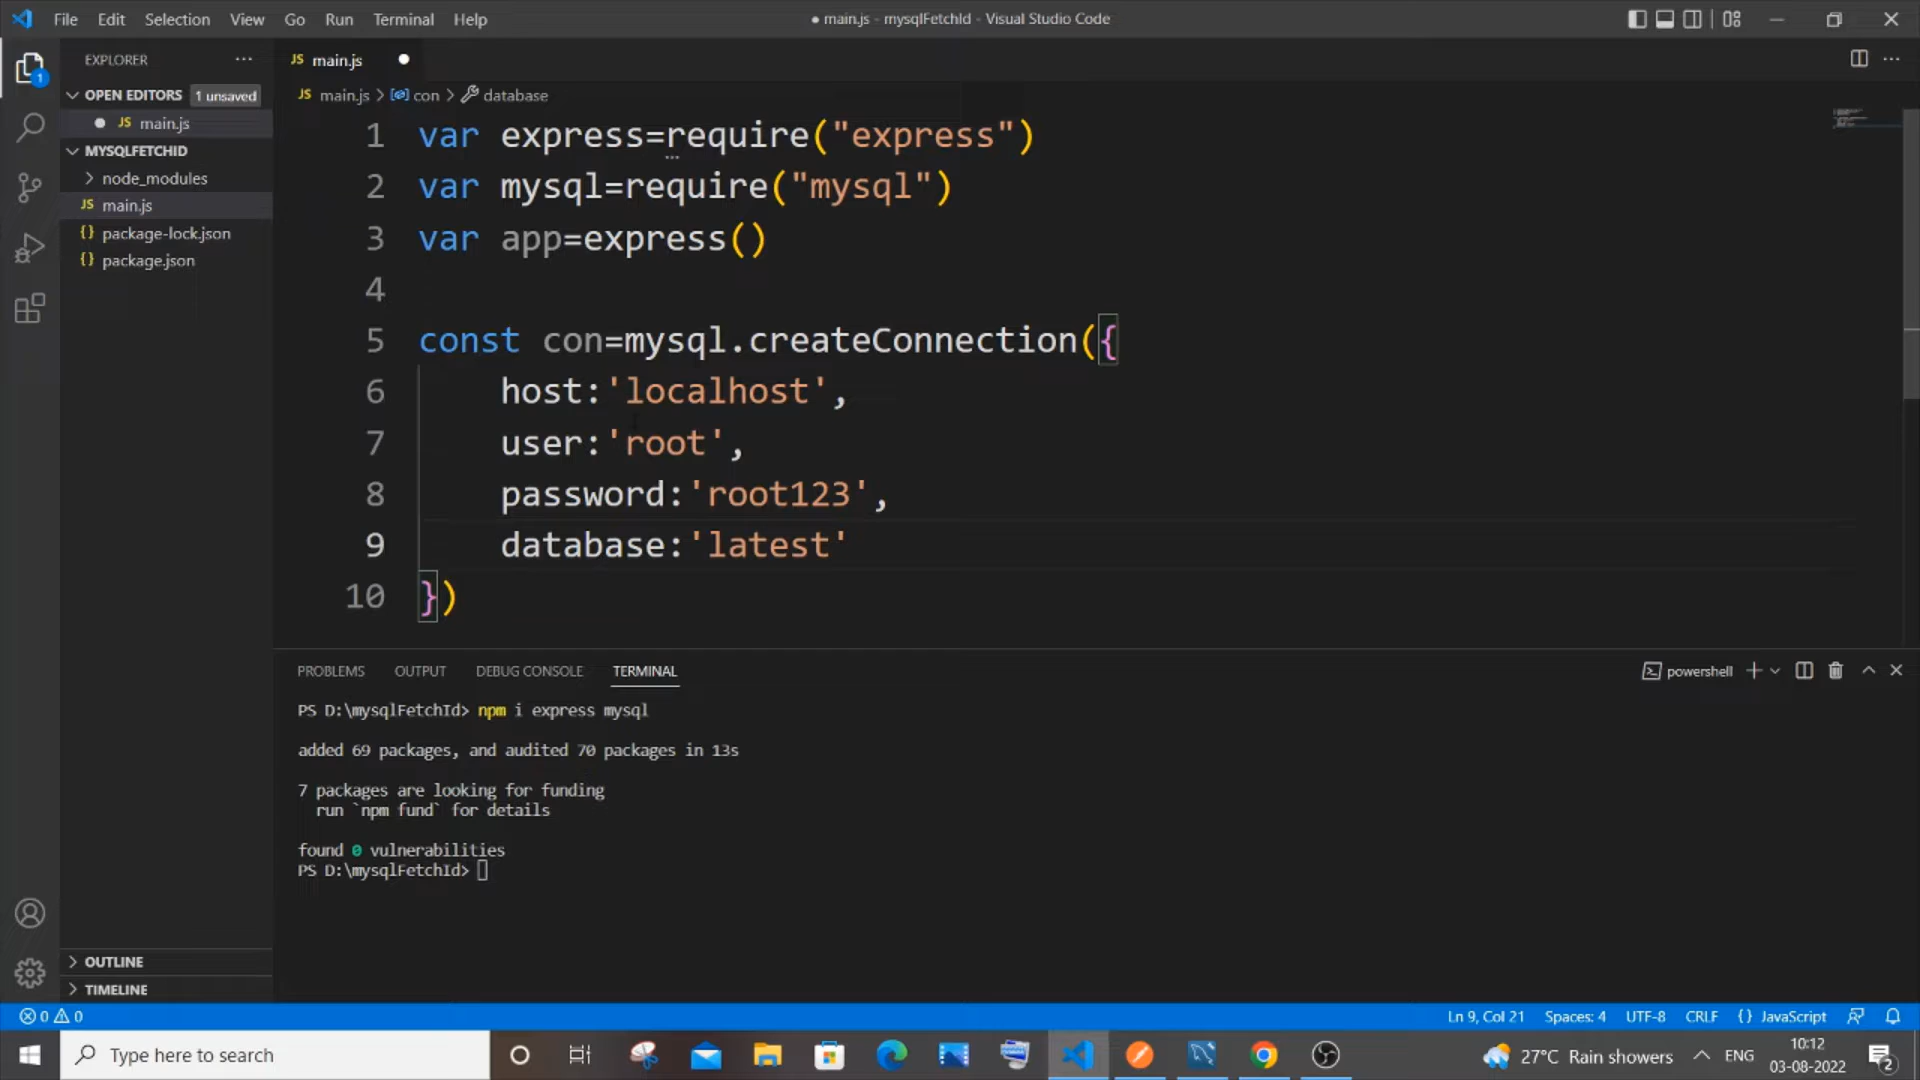 File Edit Selection View Go Run Terminal Help
● main.js - mysqlFetchId - Visual Studio Code
EXPLORER
OPEN EDITORS 1 unsaved
JS main.js
MYSQLFETCHID
node_modules
JS main.js
{} package-lock.json
{} package.json
OUTLINE
TIMELINE
1
JS main.js
JS main.js > con > database
1 var express=require("express")
2 var mysql=require("mysql")
3 var app=express()
4
5 const con=mysql.createConnection({
6 host:'localhost',
7 user:'root',
8 password:'root123',
9 database:'latest'
10 })
PROBLEMS OUTPUT DEBUG CONSOLE TERMINAL
powershell
PS D:\mysqlFetchId> npm i express mysql
added 69 packages, and audited 70 packages in 13s
7 packages are looking for funding
run `npm fund` for details
found 0 vulnerabilities
PS D:\mysqlFetchId>
0 0
Ln 9, Col 21 Spaces: 4 UTF-8 CRLF {} JavaScript
Type here to search
27°C Rain showers
ENG
10:12
03-08-2022
2